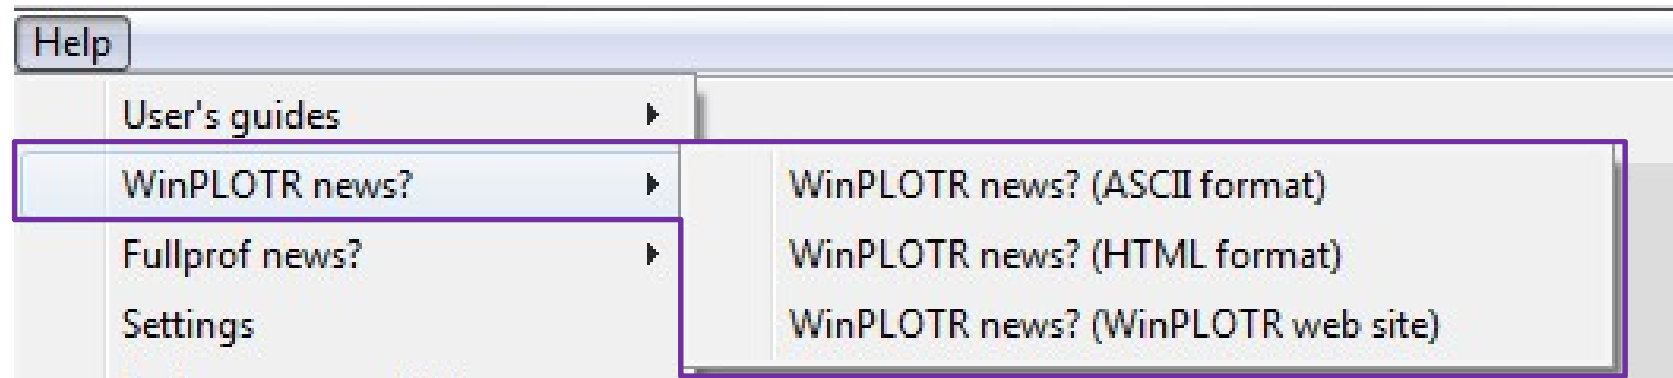 Help
User's guides
WinPLOTR news?
WinPLOTR news? (ASCII format)
Fullprof news?
WinPLOTR news? (HTML format)
Settings
WinPLOTR news? (WinPLOTR web site)